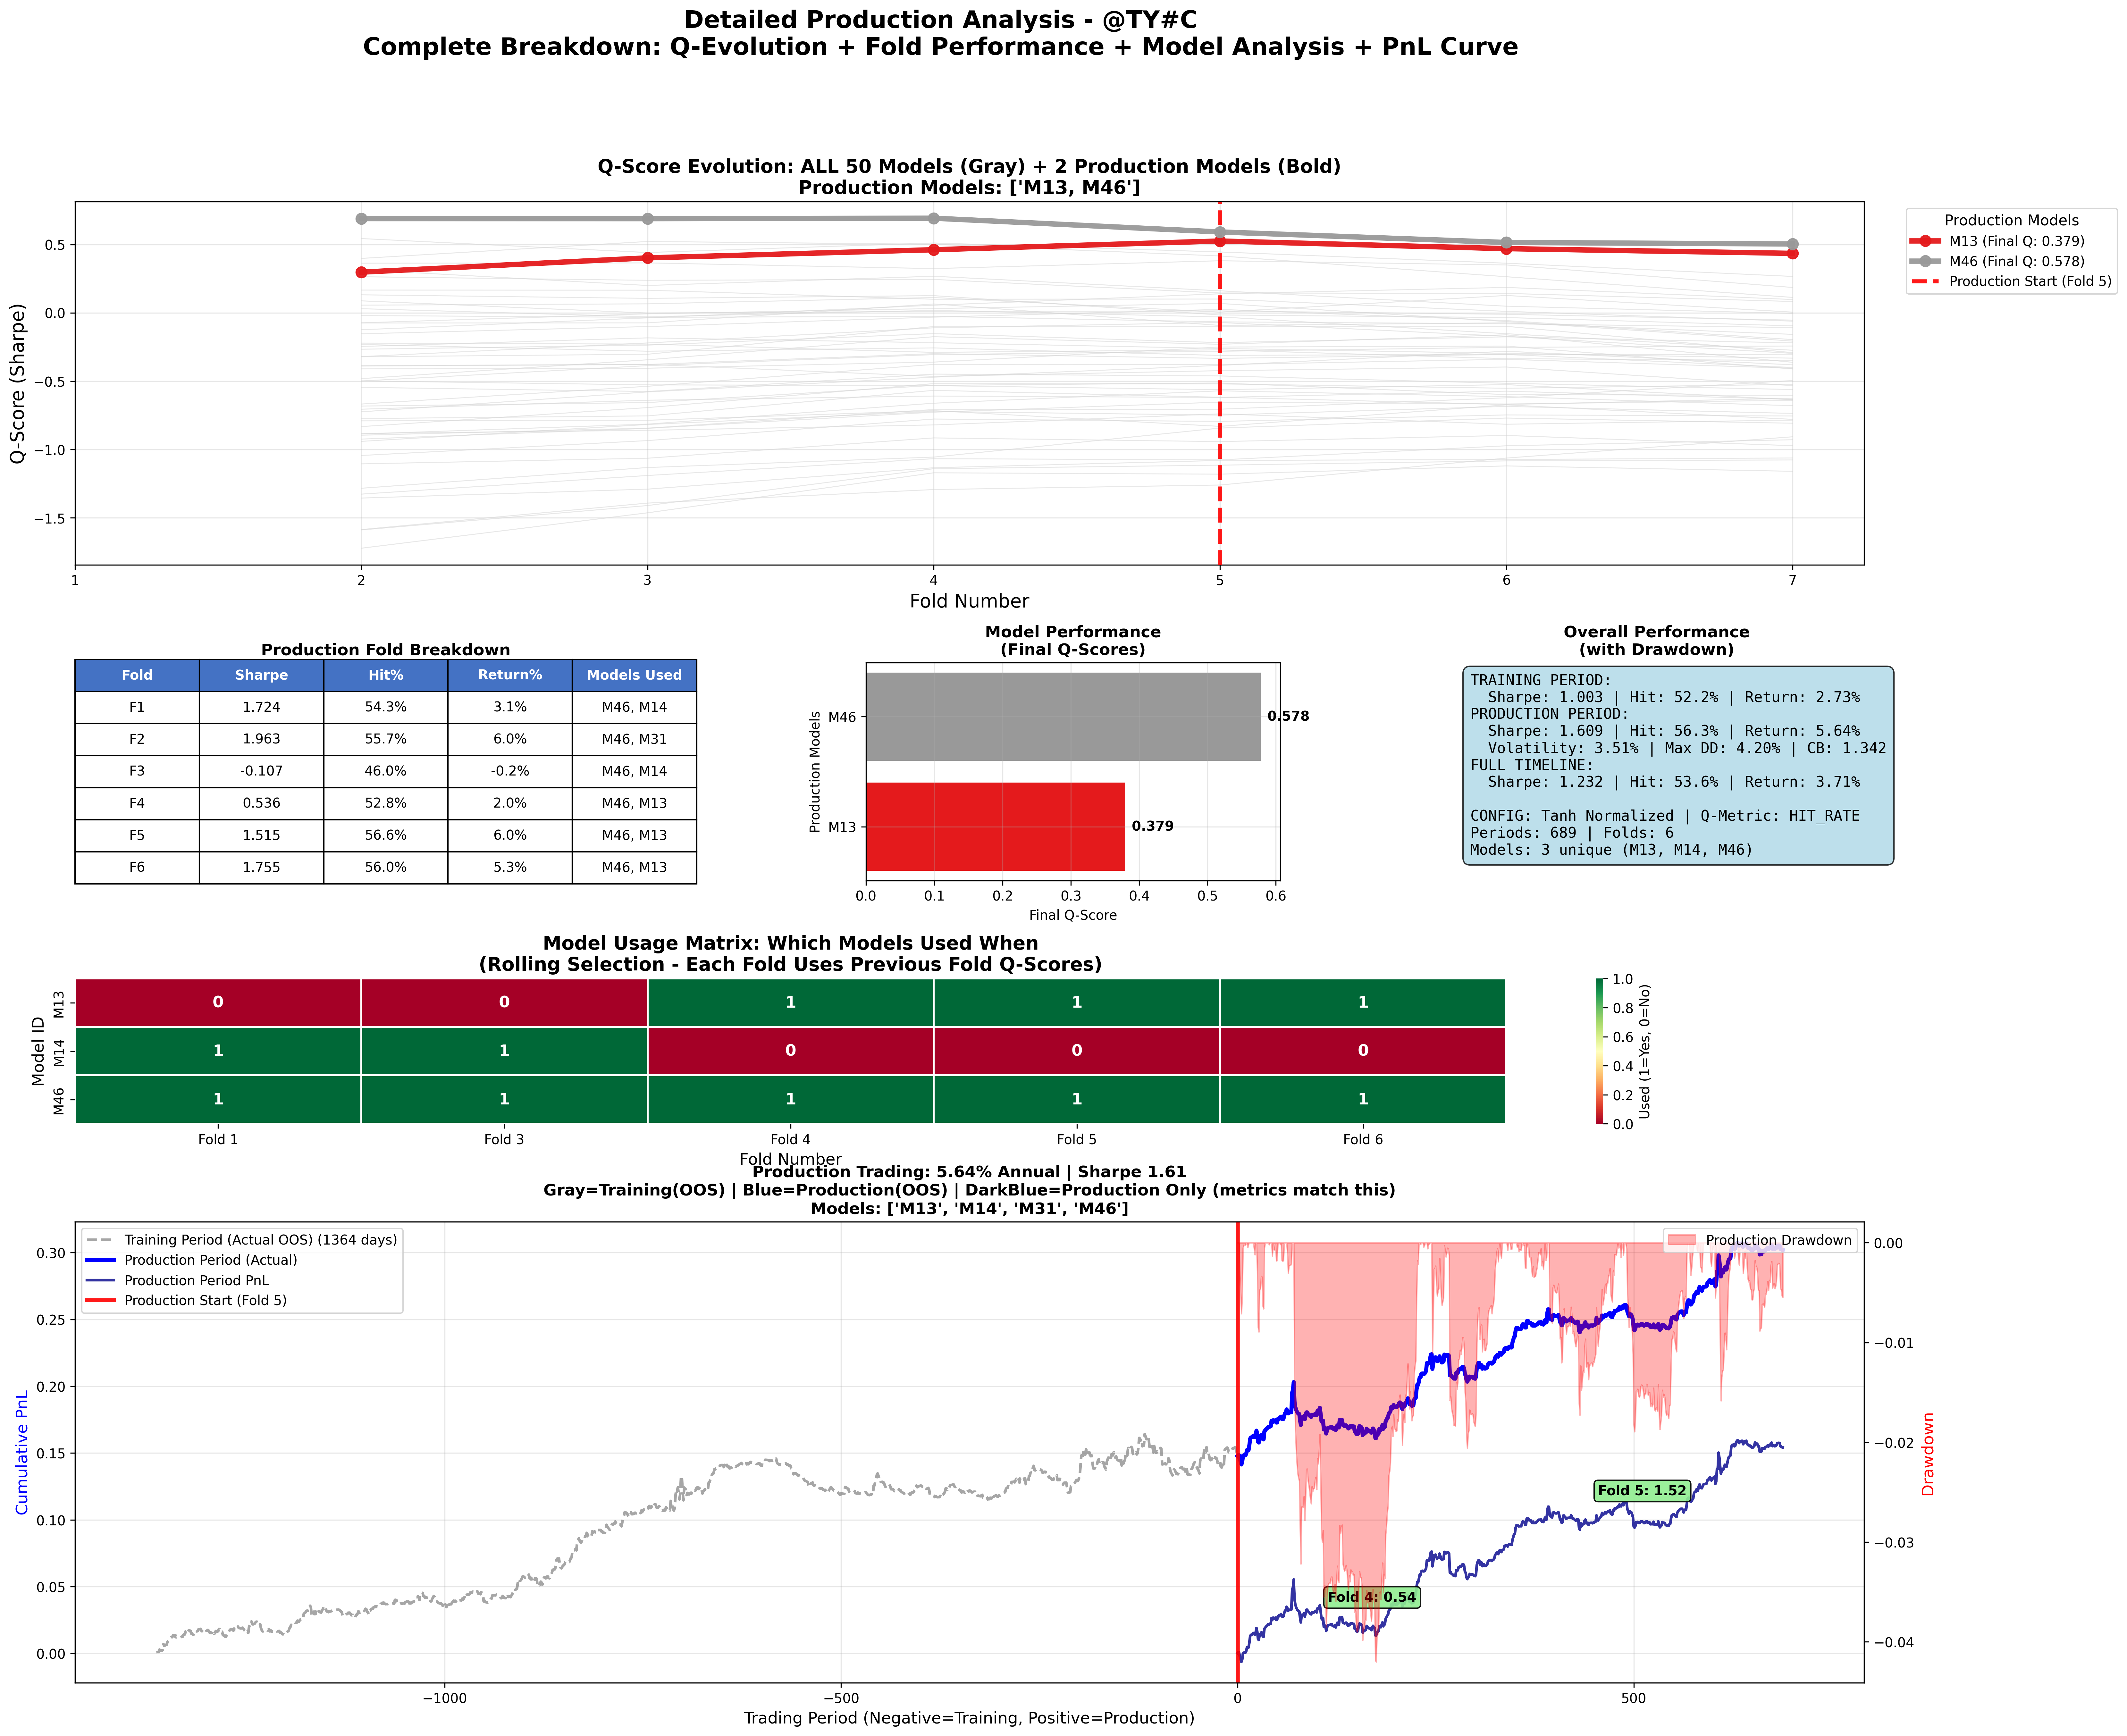 Detailed Production Analysis - @TY#C
Complete Breakdown: Q-Evolution + Fold Performance + Model Analysis + PnL Curve
Q-Score Evolution: ALL 50 Models (Gray) + 2 Production Models (Bold)
Production Models: ['M13, M46']
Q-Score (Sharpe)
0.5
0.0
−0.5
−1.0
−1.5
1 2 3 4 5 6 7
Fold Number
Production Models
M13 (Final Q: 0.379)
M46 (Final Q: 0.578)
Production Start (Fold 5)
Production Fold Breakdown
Fold Sharpe Hit% Return% Models Used
F1 1.724 54.3% 3.1% M46, M14
F2 1.963 55.7% 6.0% M46, M31
F3 -0.107 46.0% -0.2% M46, M14
F4 0.536 52.8% 2.0% M46, M13
F5 1.515 56.6% 6.0% M46, M13
F6 1.755 56.0% 5.3% M46, M13
Model Performance
(Final Q-Scores)
Production Models
M46
0.578
M13
0.379
0.0 0.1 0.2 0.3 0.4 0.5 0.6
Final Q-Score
Overall Performance
(with Drawdown)
TRAINING PERIOD:
Sharpe: 1.003 | Hit: 52.2% | Return: 2.73%
PRODUCTION PERIOD:
Sharpe: 1.609 | Hit: 56.3% | Return: 5.64%
Volatility: 3.51% | Max DD: 4.20% | CB: 1.342
FULL TIMELINE:
Sharpe: 1.232 | Hit: 53.6% | Return: 3.71%
CONFIG: Tanh Normalized | Q-Metric: HIT_RATE
Periods: 689 | Folds: 6
Models: 3 unique (M13, M14, M46)
Model Usage Matrix: Which Models Used When
(Rolling Selection - Each Fold Uses Previous Fold Q-Scores)
Model ID
M13 0 0 1 1 1
M14 1 1 0 0 0
M46 1 1 1 1 1
Fold 1 Fold 3 Fold 4 Fold 5 Fold 6
Fold Number
1.0
0.8
0.6
0.4
0.2
0.0
Used (1=Yes, 0=No)
Production Trading: 5.64% Annual | Sharpe 1.61
Gray=Training(OOS) | Blue=Production(OOS) | DarkBlue=Production Only (metrics match this)
Models: ['M13', 'M14', 'M31', 'M46']
Training Period (Actual OOS) (1364 days)
Production Period (Actual)
Production Period PnL
Production Start (Fold 5)
Production Drawdown
Cumulative PnL
0.30
0.25
0.20
0.15
0.10
0.05
0.00
Fold 5: 1.52
Fold 4: 0.54
0.00
−0.01
−0.02
−0.03
−0.04
Drawdown
−1000 −500 0 500
Trading Period (Negative=Training, Positive=Production)